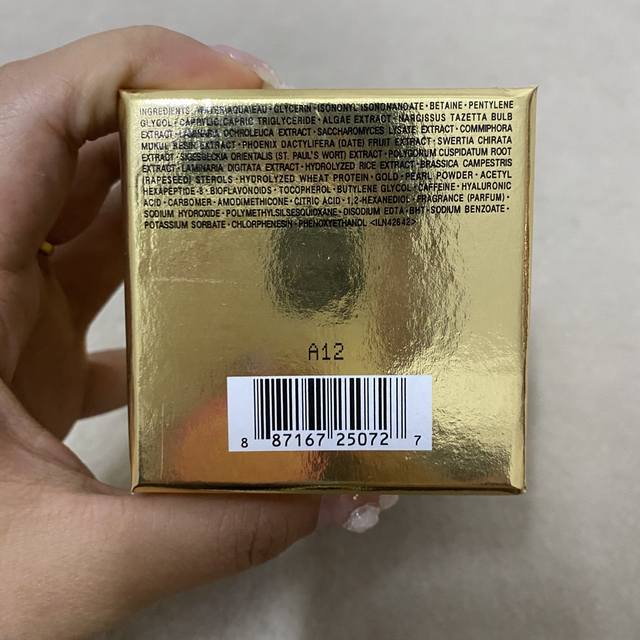 INGREDIENTS: WATER\AQUA\EAU • GLYCERIN • ISONONYL ISONONANOATE • BETAINE • PENTYLENE
GLYCOL • CAPRYLIC/CAPRIC TRIGLYCERIDE • ALGAE EXTRACT • NARCISSUS TAZETTA BULB
EXTRACT • LAMINARIA OCHROLEUCA EXTRACT • SACCHAROMYCES LYSATE EXTRACT • COMMIPHORA
MUKUL RESIN EXTRACT • PHOENIX DACTYLIFERA (DATE) FRUIT EXTRACT • SWERTIA CHIRATA
EXTRACT • SIGESBECKIA ORIENTALIS (ST. PAUL'S WORT) EXTRACT • POLYGONUM CUSPIDATUM ROOT
EXTRACT • LAMINARIA DIGITATA EXTRACT • HYDROLYZED RICE EXTRACT • BRASSICA CAMPESTRIS
(RAPESEED) STEROLS • HYDROLYZED WHEAT PROTEIN • GOLD • PEARL POWDER • ACETYL
HEXAPEPTIDE-8 • BIOFLAVONOIDS • TOCOPHEROL • BUTYLENE GLYCOL • CAFFEINE • HYALURONIC
ACID • CARBOMER • AMODIMETHICONE • CITRIC ACID • 1,2-HEXANEDIOL • FRAGRANCE (PARFUM) •
SODIUM HYDROXIDE • POLYMETHYLSILSESQUIOXANE • DISODIUM EDTA • BHT • SODIUM BENZOATE •
POTASSIUM SORBATE • CHLORPHENESIN • PHENOXYETHANOL <ILN42642>
A12
8 87167 25072 7